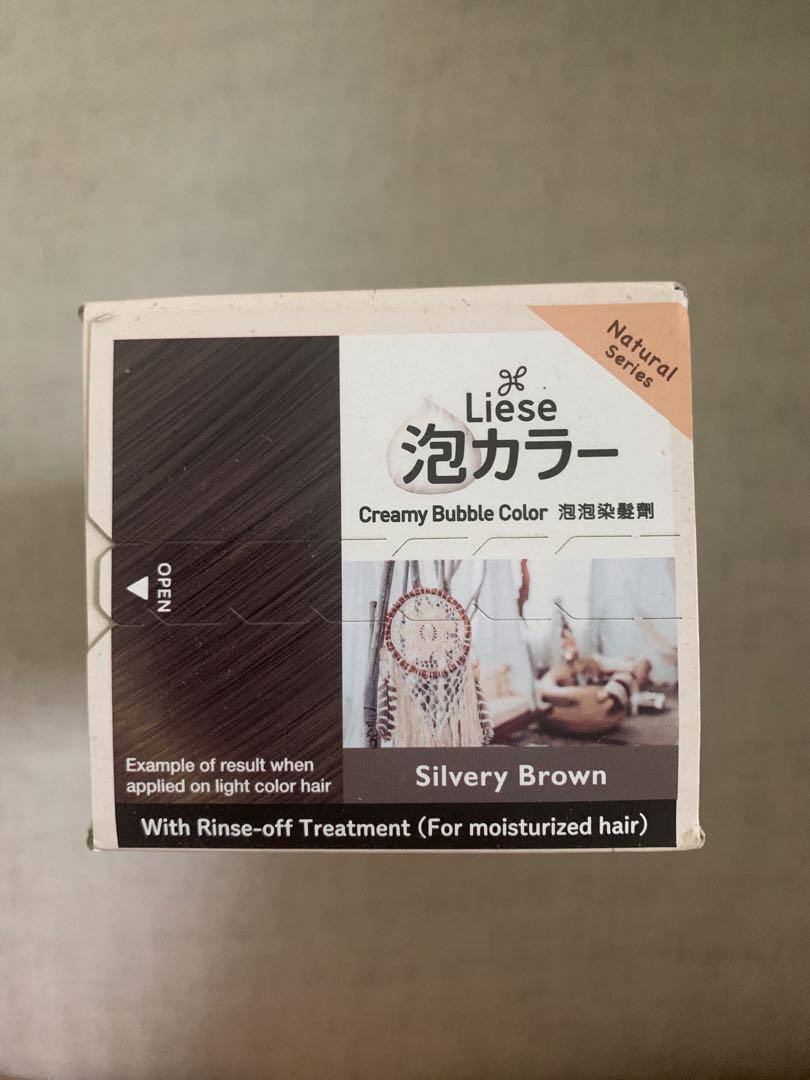 Natural
Series
Liese
泡カラー
Creamy Bubble Color 泡泡染髮劑
OPEN
Example of result when
applied on light color hair
Silvery Brown
With Rinse-off Treatment (For moisturized hair)